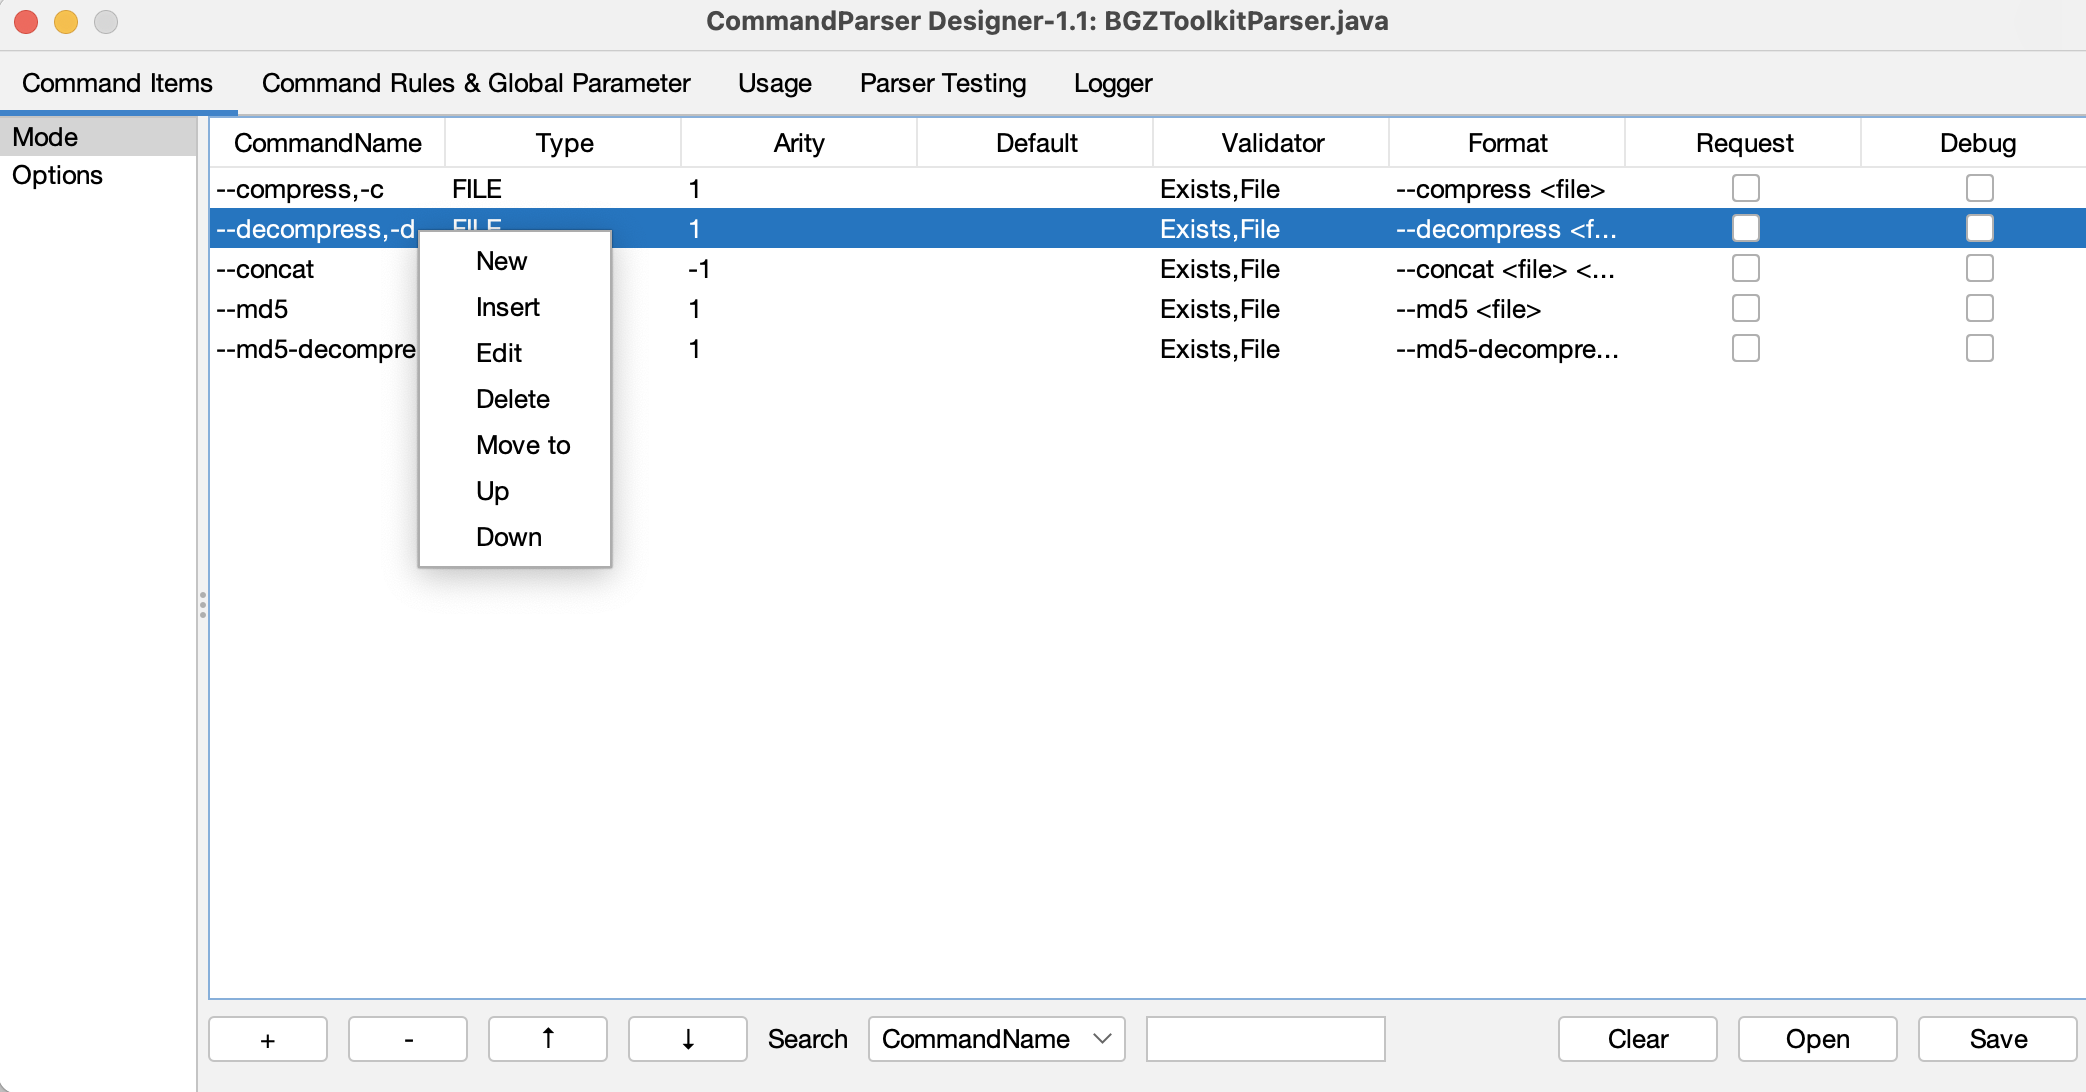 CommandParser Designer-1.1: BGZToolkitParser.java
Command Items Command Rules & Global Parameter Usage Parser Testing Logger
Mode
Options
CommandName Type Arity Default Validator Format Request Debug
--compress,-c FILE 1 Exists,File --compress <file>
--decompress,-d FILE 1 Exists,File --decompress <f...
--concat -1 Exists,File --concat <file> <...
--md5 1 Exists,File --md5 <file>
--md5-decompre 1 Exists,File --md5-decompre...
New
Insert
Edit
Delete
Move to
Up
Down
+ - ↑ ↓ Search CommandName Clear Open Save